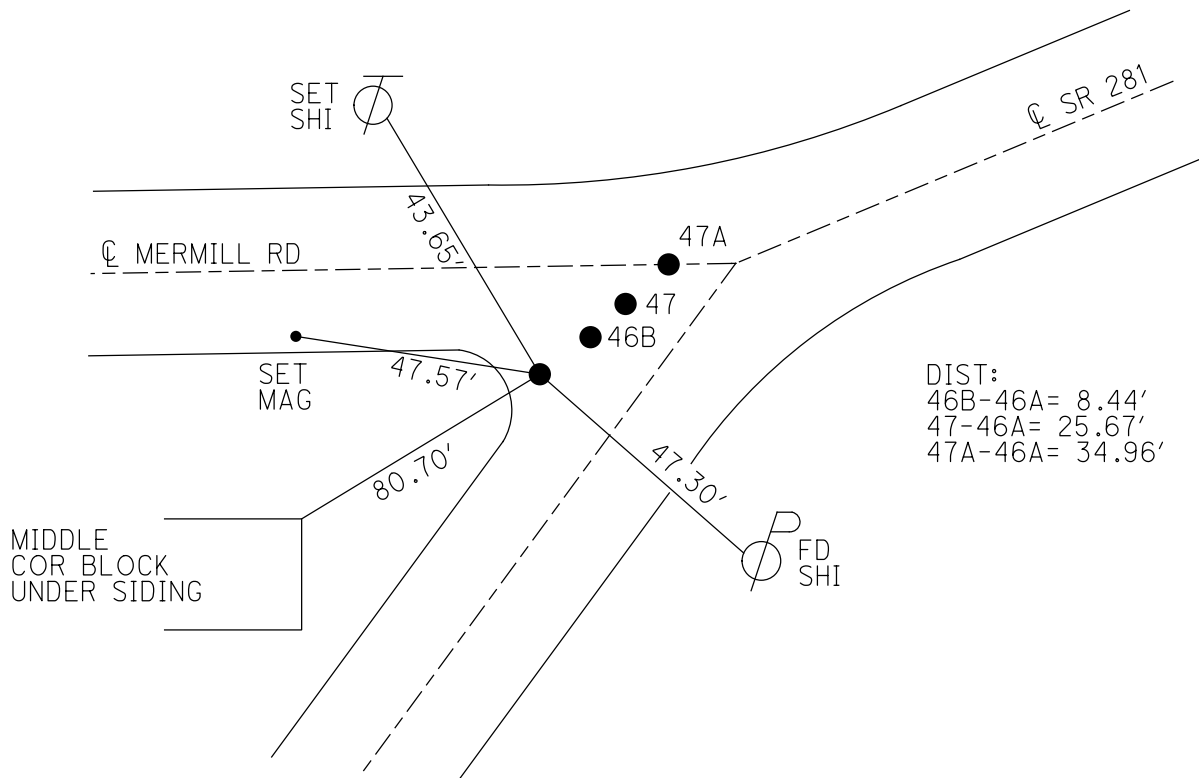 SET
SHI
℄ SR 281
43.65'
47A
℄ MERMILL RD
47
46B
SET
MAG
47.57'
DIST:
46B-46A= 8.44'
47-46A= 25.67'
47A-46A= 34.96'
80.70'
47.30'
MIDDLE
COR BLOCK
UNDER SIDING
FD
SHI